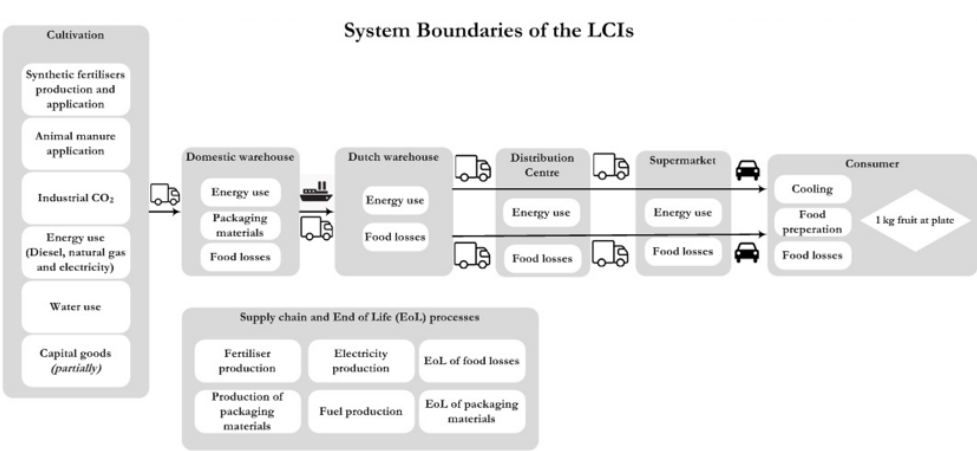 System Boundaries of the LCIs
Cultivation
Synthetic fertilisers
production and
application
Animal manure
application
Industrial CO₂
Energy use
(Diesel, natural gas
and electricity)
Water use
Capital goods
(partially)
Domestic warehouse
Energy use
Packaging
materials
Food losses
Dutch warehouse
Energy use
Food losses
Distribution
Centre
Energy use
Food losses
Supermarket
Energy use
Food losses
Consumer
Cooling
Food
preperation
Food losses
1 kg fruit at plate
Supply chain and End of Life (EoL) processes
Fertiliser
production
Electricity
production
EoL of food losses
Production of
packaging
materials
Fuel production
EoL of packaging
materials